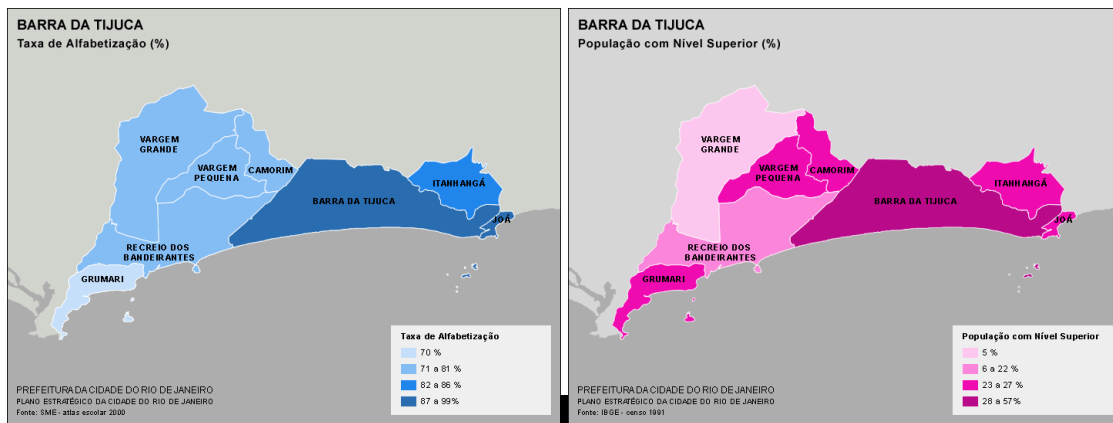 BARRA DA TIJUCA
Taxa de Alfabetização (%)
VARGEM
GRANDE
VARGEM
PEQUENA
CAMORIM
ITANHANGÁ
BARRA DA TIJUCA
JOÁ
RECREIO DOS
BANDEIRANTES
GRUMARI
Taxa de Alfabetização
70 %
71 a 81 %
82 a 86 %
87 a 99%
PREFEITURA DA CIDADE DO RIO DE JANEIRO
PLANO ESTRATÉGICO DA CIDADE DO RIO DE JANEIRO
Fonte: SME - atlas escolar 2000
BARRA DA TIJUCA
População com Nível Superior (%)
VARGEM
GRANDE
VARGEM
PEQUENA
CAMORIM
ITANHANGÁ
BARRA DA TIJUCA
JOÁ
RECREIO DOS
BANDEIRANTES
GRUMARI
População com Nível Superior
5 %
6 a 22 %
23 a 27 %
28 a 57%
PREFEITURA DA CIDADE DO RIO DE JANEIRO
PLANO ESTRATÉGICO DA CIDADE DO RIO DE JANEIRO
Fonte: IBGE - censo 1991